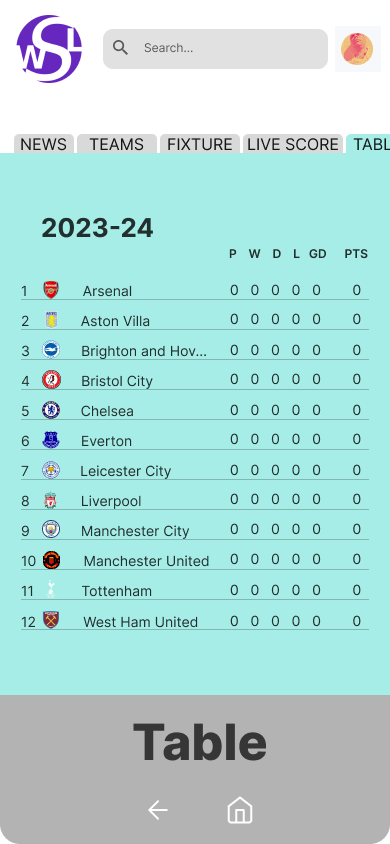 WSL
Search...
NEWS TEAMS FIXTURE LIVE SCORE TABL
2023-24
P W D L GD PTS
1 Arsenal 0 0 0 0 0 0
2 Aston Villa 0 0 0 0 0 0
3 Brighton and Hov... 0 0 0 0 0 0
4 Bristol City 0 0 0 0 0 0
5 Chelsea 0 0 0 0 0 0
6 Everton 0 0 0 0 0 0
7 Leicester City 0 0 0 0 0 0
8 Liverpool 0 0 0 0 0 0
9 Manchester City 0 0 0 0 0 0
10 Manchester United 0 0 0 0 0 0
11 Tottenham 0 0 0 0 0 0
12 West Ham United 0 0 0 0 0 0
Table